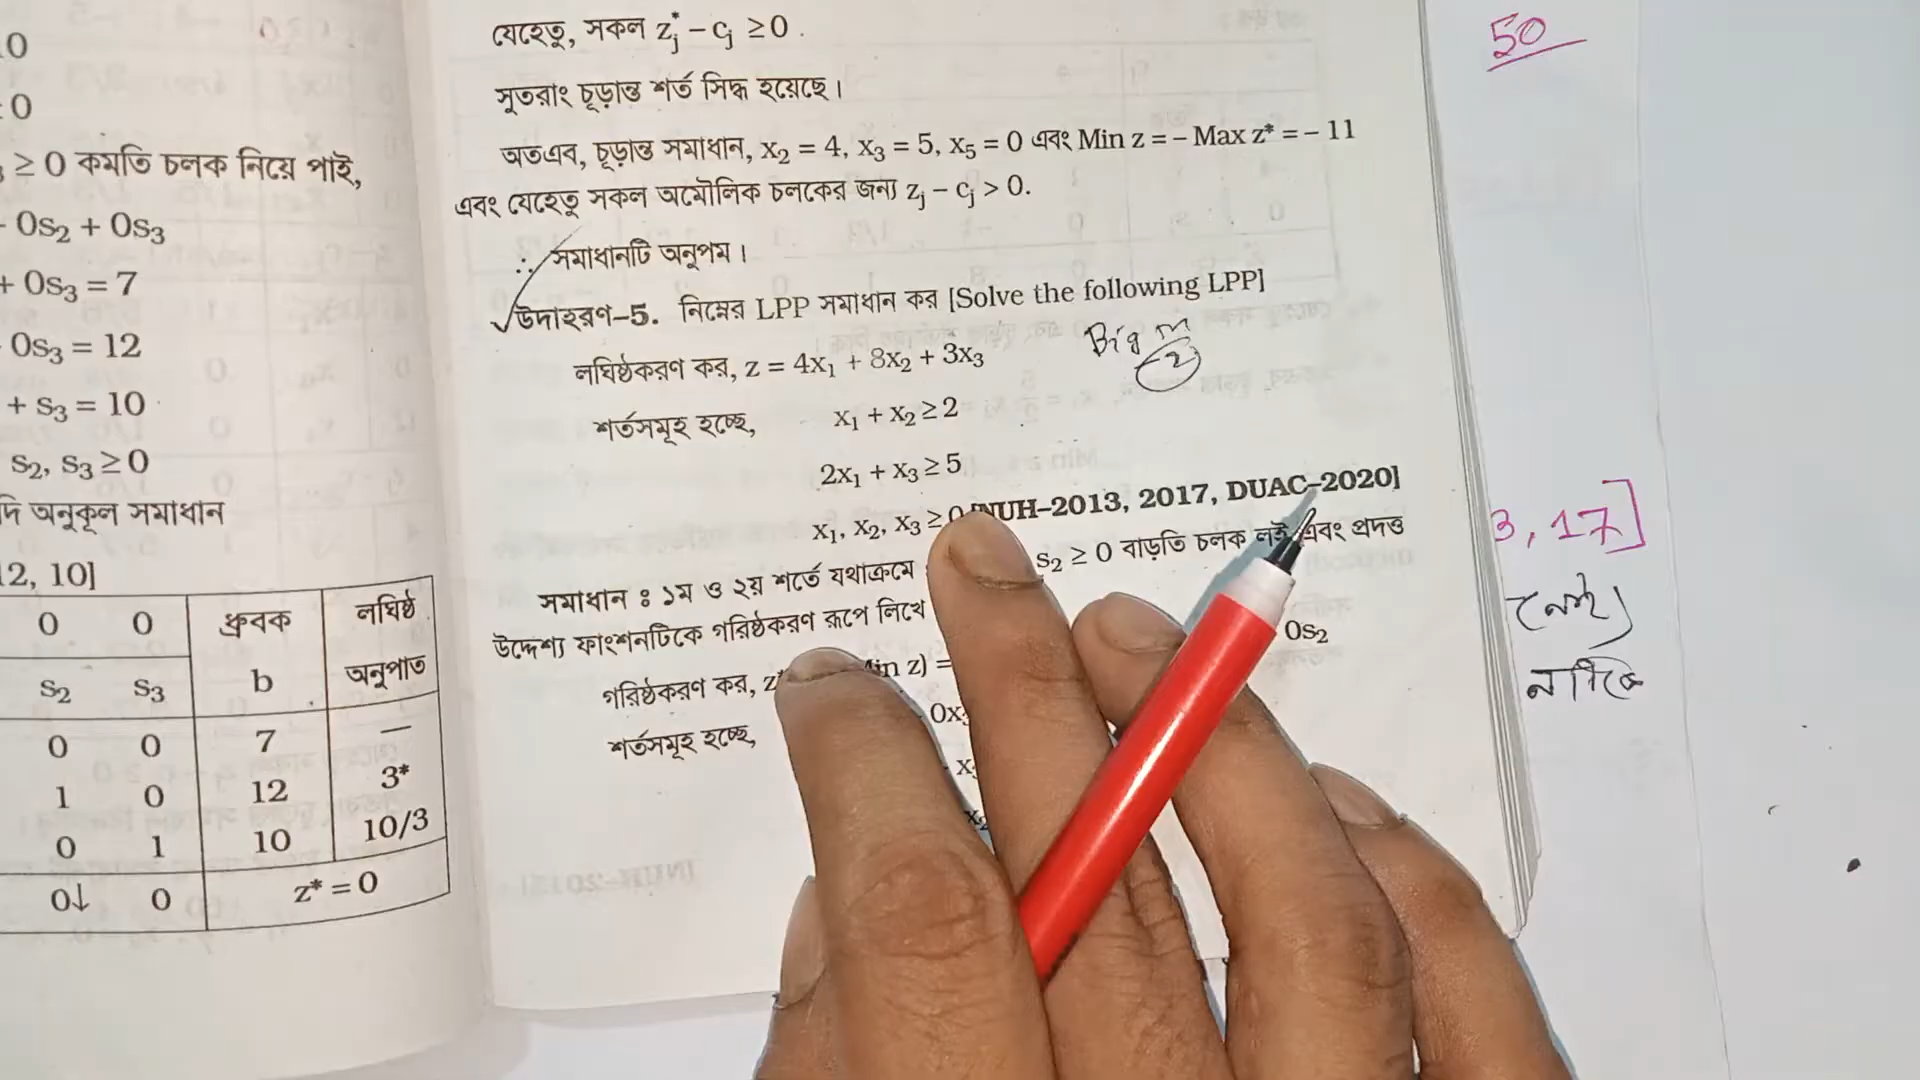 0
0
≥ 0 কমতি চলক নিয়ে পাই,
0s₂ + 0s₃
+ 0s₃ = 7
0s₃ = 12
+ s₃ = 10
s₂, s₃ ≥ 0
অনুকূল সমাধান
2, 10]
0 0 ধ্রুবক লঘিষ্ঠ অনুপাত
s₂ s₃ b
0 0 7 —
1 0 12 3*
0 1 10 10/3
0↓ 0 z* = 0
যেহেতু, সকল zⱼ* – cⱼ ≥ 0 .
সুতরাং চূড়ান্ত শর্ত সিদ্ধ হয়েছে।
অতএব, চূড়ান্ত সমাধান, x₂ = 4, x₃ = 5, x₅ = 0 এবং Min z = – Max z* = – 11
এবং যেহেতু সকল অমৌলিক চলকের জন্য zⱼ – cⱼ > 0.
∴ সমাধানটি অনুপম।
উদাহরণ–5. নিম্নের LPP সমাধান কর [Solve the following LPP]
Big m
2
লঘিষ্ঠকরণ কর, z = 4x₁ + 8x₂ + 3x₃
শর্তসমূহ হচ্ছে, x₁ + x₂ ≥ 2
2x₁ + x₃ ≥ 5
x₁, x₂, x₃ ≥ 0 NUH–2013, 2017, DUAC–2020]
সমাধান : ১ম ও ২য় শর্তে যথাক্রমে s₂ ≥ 0 বাড়তি চলক লই এবং প্রদত্ত
উদ্দেশ্য ফাংশনটিকে গরিষ্ঠকরণ রূপে লিখে
গরিষ্ঠকরণ কর, z in z) = 0s₂
0x₃
শর্তসমূহ হচ্ছে,
x₂
50
3, 17]